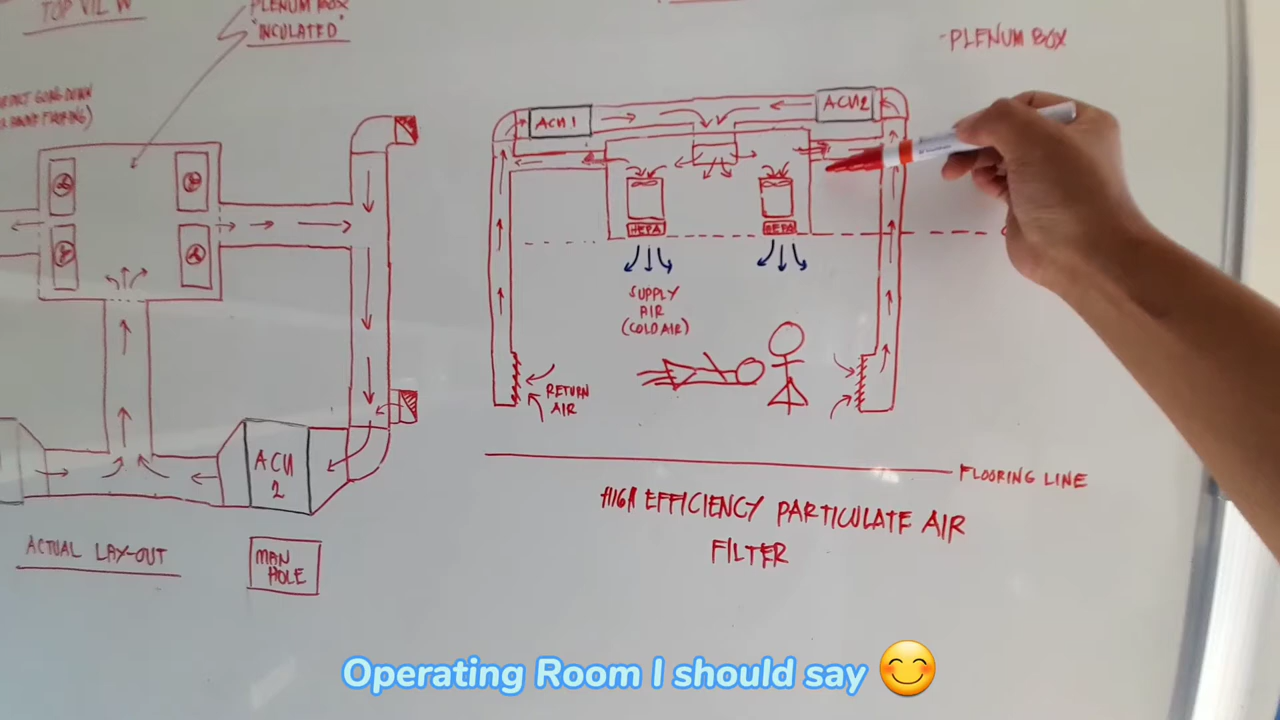 TOP VIEW
PLENUM BOX
"INCULATED"
DUCT GOING DOWN
ABOVE FLOORING)
ACU
2
ACTUAL LAY-OUT
MAN
HOLE
- PLENUM BOX
ACU 1
ACU 2
HEPA
HEPA
SUPPLY
AIR
(COLD AIR)
RETURN
AIR
FLOORING LINE
HIGH EFFICIENCY PARTICULATE AIR
FILTER
Operating Room I should say 😊